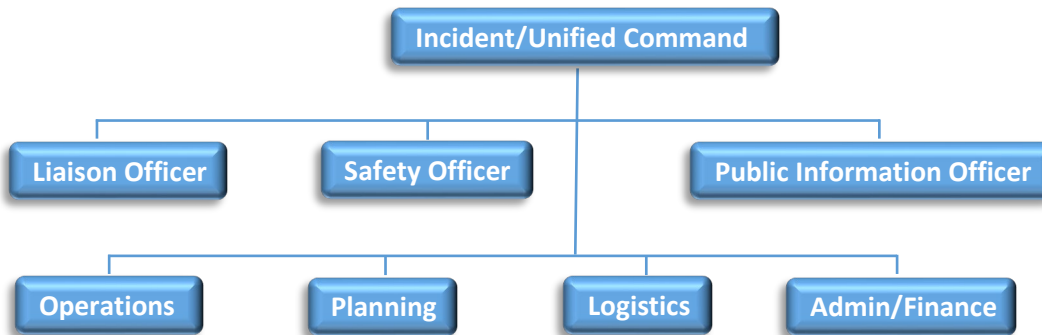 Incident/Unified Command
Liaison Officer
Safety Officer
Public Information Officer
Operations
Planning
Logistics
Admin/Finance